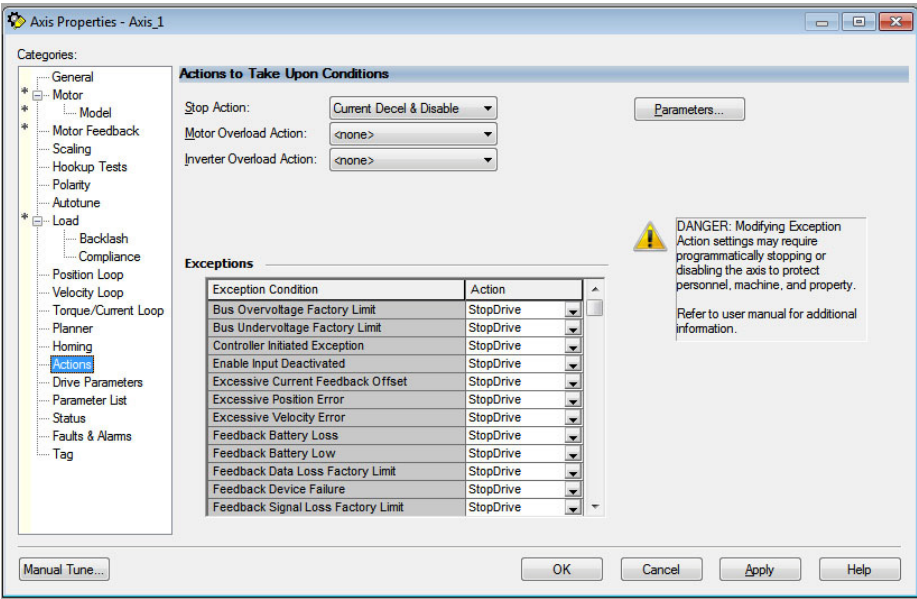 Axis Properties - Axis_1
Categories:
General
* Motor
* Model
* Motor Feedback
Scaling
Hookup Tests
Polarity
Autotune
* Load
Backlash
Compliance
Position Loop
Velocity Loop
Torque/Current Loop
Planner
Homing
Actions
Drive Parameters
Parameter List
Status
Faults & Alarms
Tag
Actions to Take Upon Conditions
Stop Action: Current Decel & Disable Parameters...
Motor Overload Action: <none>
Inverter Overload Action: <none>
DANGER: Modifying Exception
Action settings may require
programmatically stopping or
disabling the axis to protect
personnel, machine, and property.
Refer to user manual for additional
information.
Exceptions
Exception Condition Action
Bus Overvoltage Factory Limit StopDrive
Bus Undervoltage Factory Limit StopDrive
Controller Initiated Exception StopDrive
Enable Input Deactivated StopDrive
Excessive Current Feedback Offset StopDrive
Excessive Position Error StopDrive
Excessive Velocity Error StopDrive
Feedback Battery Loss StopDrive
Feedback Battery Low StopDrive
Feedback Data Loss Factory Limit StopDrive
Feedback Device Failure StopDrive
Feedback Signal Loss Factory Limit StopDrive
Manual Tune... OK Cancel Apply Help